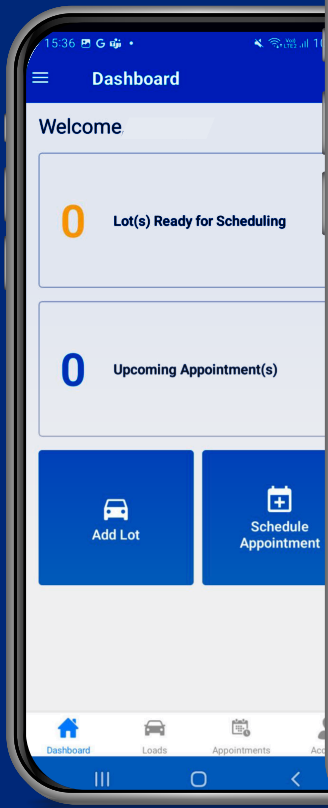 15:36 G
Dashboard
Welcome
0 Lot(s) Ready for Scheduling
0 Upcoming Appointment(s)
Add Lot
Schedule
Appointment
Dashboard Loads Appointments Acc